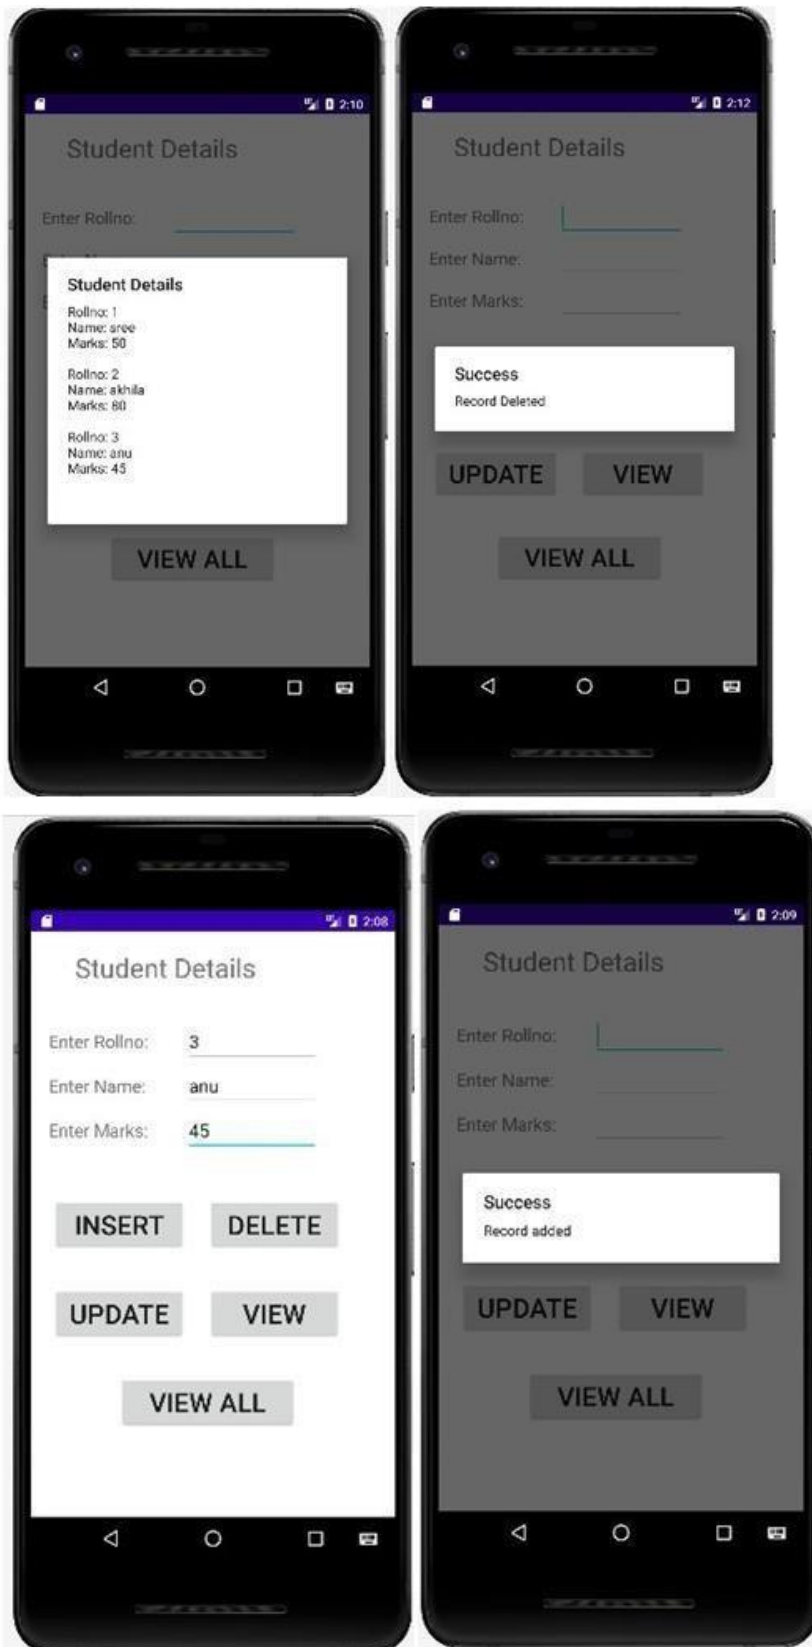 2:10
Student Details
Enter Rollno:
Student Details
Rollno: 1
Name: sree
Marks: 50
Rollno: 2
Name: akhila
Marks: 80
Rollno: 3
Name: anu
Marks: 45
VIEW ALL
2:12
Student Details
Enter Rollno:
Enter Name:
Enter Marks:
Success
Record Deleted
UPDATE VIEW
VIEW ALL
2:08
Student Details
Enter Rollno: 3
Enter Name: anu
Enter Marks: 45
INSERT DELETE
UPDATE VIEW
VIEW ALL
2:09
Student Details
Enter Rollno:
Enter Name:
Enter Marks:
Success
Record added
UPDATE VIEW
VIEW ALL